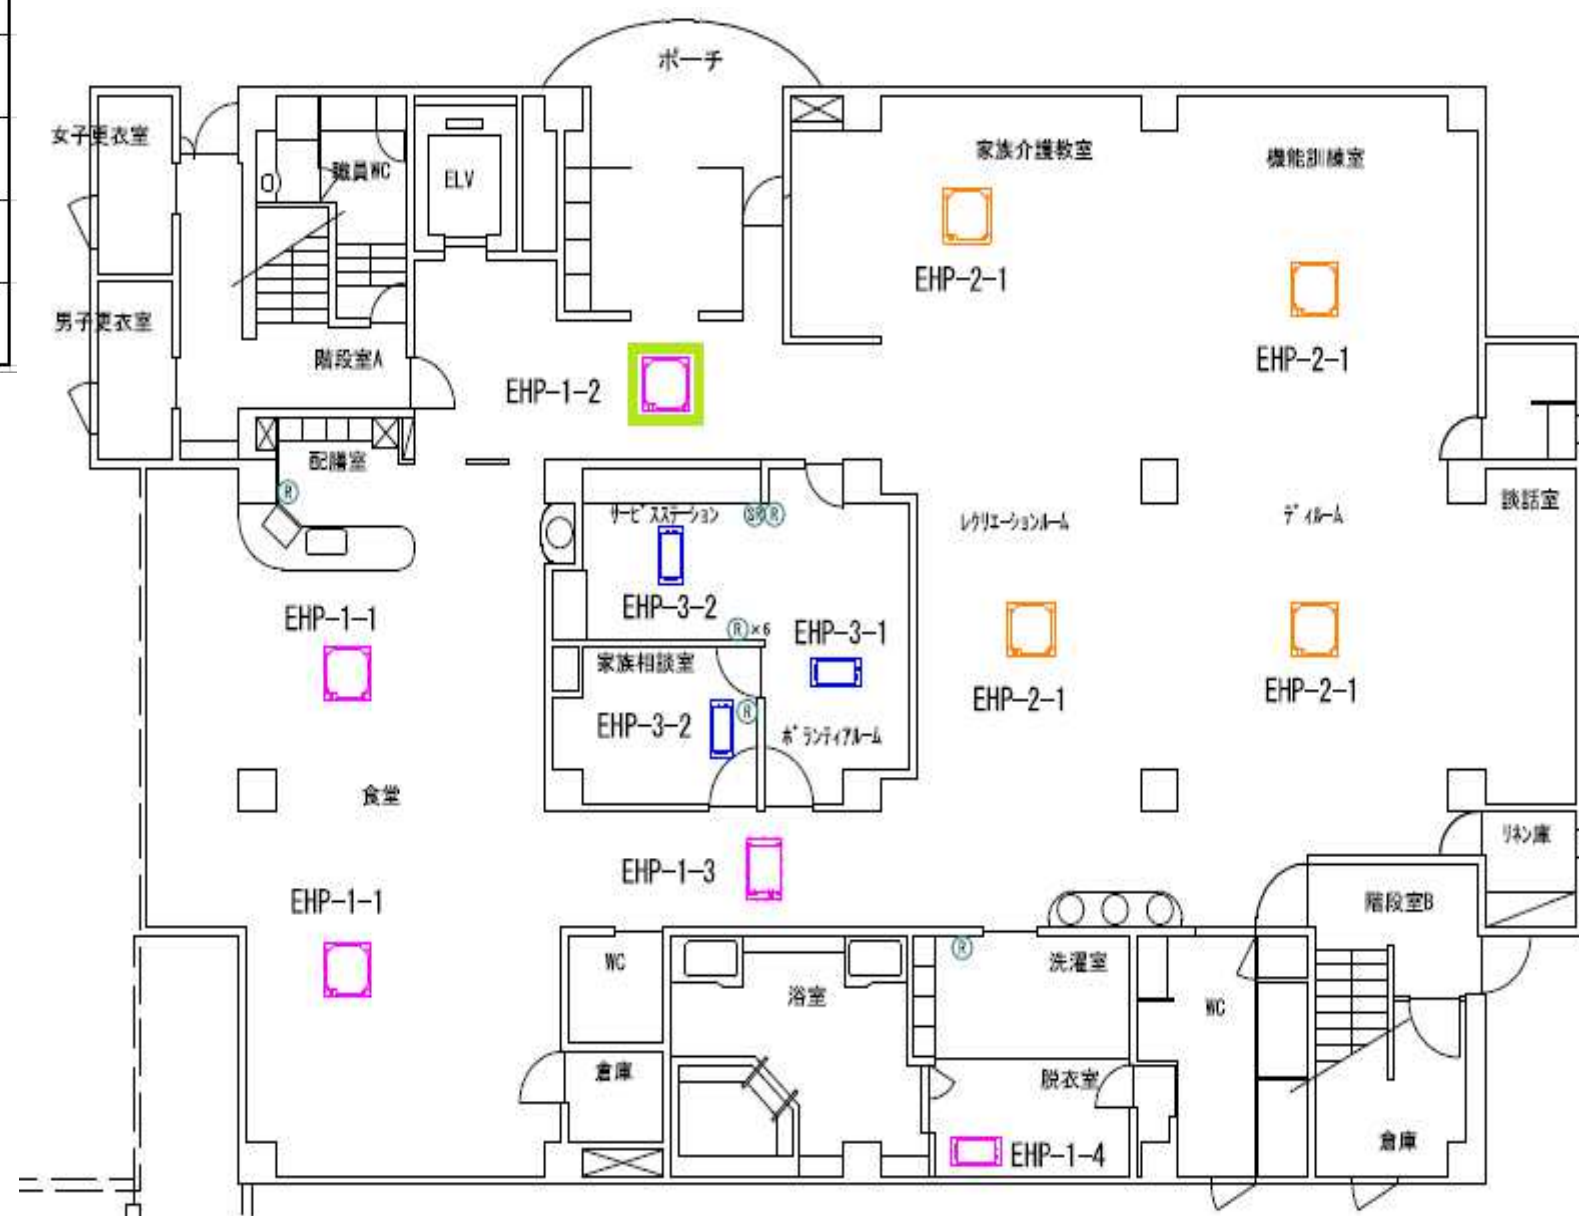 ポーチ
女子更衣室
職員WC
ELV
家族介護教室
機能訓練室
EHP-2-1
男子更衣室
階段室A
EHP-2-1
EHP-1-2
配膳室
R
サービスステーション
SR
R
レクリエーションルーム
デイルーム
談話室
EHP-1-1
EHP-3-2
R×6
EHP-3-1
家族相談室
EHP-3-2
R
ボランティアルーム
EHP-2-1
EHP-2-1
食堂
EHP-1-3
リネン庫
EHP-1-1
階段室B
WC
浴室
R
洗濯室
WC
倉庫
脱衣室
EHP-1-4
倉庫